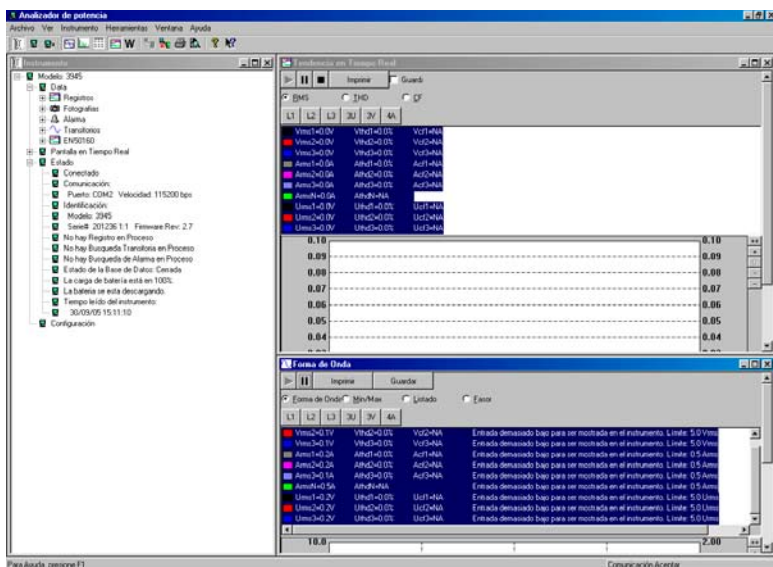 Analizador de potencia
Archivo Ver Instrumento Herramientas Ventana Ayuda
W
Instrumento
Modelo: 3945
Data
Registros
Fotografias
Alarma
Transitorios
EN50160
Pantalla en Tiempo Real
Estado
Conectado
Comunicación:
Puerto: COM2 Velocidad: 115200 bps
Identificación:
Modelo: 3945
Serie#: 201236 1:1 Firmware Rev: 2.7
No hay Registro en Proceso
No hay Busqueda Transitoria en Proceso
No hay Busqueda de Alarma en Proceso
Estado de la Base de Datos: Cerrada
La carga de batería está en 100%.
La bateria se esta descargando.
Tiempo leído del instrumento:
30/09/05 15:11:10
Configuración
Tendencia en Tiempo Real
Imprimir Guarda
RMS THD CF
L1 L2 L3 3U 3V 4A
Vrms1=0.0V Vthd1=0.0% Vcf1=NA
Vrms2=0.0V Vthd2=0.0% Vcf2=NA
Vrms3=0.0V Vthd3=0.0% Vcf3=NA
Arms1=0.0A Athd1=0.0% Acf1=NA
Arms2=0.0A Athd2=0.0% Acf2=NA
Arms3=0.0A Athd3=0.0% Acf3=NA
ArmsN=0.0A AthdN=NA
Urms1=0.0V Uthd1=0.0% Ucf1=NA
Urms2=0.0V Uthd2=0.0% Ucf2=NA
Urms3=0.0V Uthd3=0.0% Ucf3=NA
0.10 0.10
0.09 0.09
0.08 0.08
0.07 0.07
0.06 0.06
0.05 0.05
0.04 0.04
Forma de Onda
Imprimir Guardar
Forma de Onda Min/Max Listado Fasor
L1 L2 L3 3U 3V 4A
Vrms2=0.1V Vthd2=0.0% Vcf2=NA Entrada demasiado bajo para ser mostrada en el instrumento. Límite: 5.0 Vrms
Vrms3=0.1V Vthd3=0.0% Vcf3=NA Entrada demasiado bajo para ser mostrada en el instrumento. Límite: 5.0 Vrms
Arms1=0.2A Athd1=0.0% Acf1=NA Entrada demasiado bajo para ser mostrada en el instrumento. Límite: 0.5 Arms
Arms2=0.2A Athd2=0.0% Acf2=NA Entrada demasiado bajo para ser mostrada en el instrumento. Límite: 0.5 Arms
Arms3=0.1A Athd3=0.0% Acf3=NA Entrada demasiado bajo para ser mostrada en el instrumento. Límite: 0.5 Arms
ArmsN=0.5A AthdN=NA Entrada demasiado bajo para ser mostrada en el instrumento. Límite: 0.5 Arms
Urms1=0.2V Uthd1=0.0% Ucf1=NA Entrada demasiado bajo para ser mostrada en el instrumento. Límite: 5.0 Urms
Urms2=0.2V Uthd2=0.0% Ucf2=NA Entrada demasiado bajo para ser mostrada en el instrumento. Límite: 5.0 Urms
Urms3=0.2V Uthd3=0.0% Ucf3=NA Entrada demasiado bajo para ser mostrada en el instrumento. Límite: 5.0 Urms
10.0 2.00
Para Ayuda, presione F1 Comunicación Aceptar